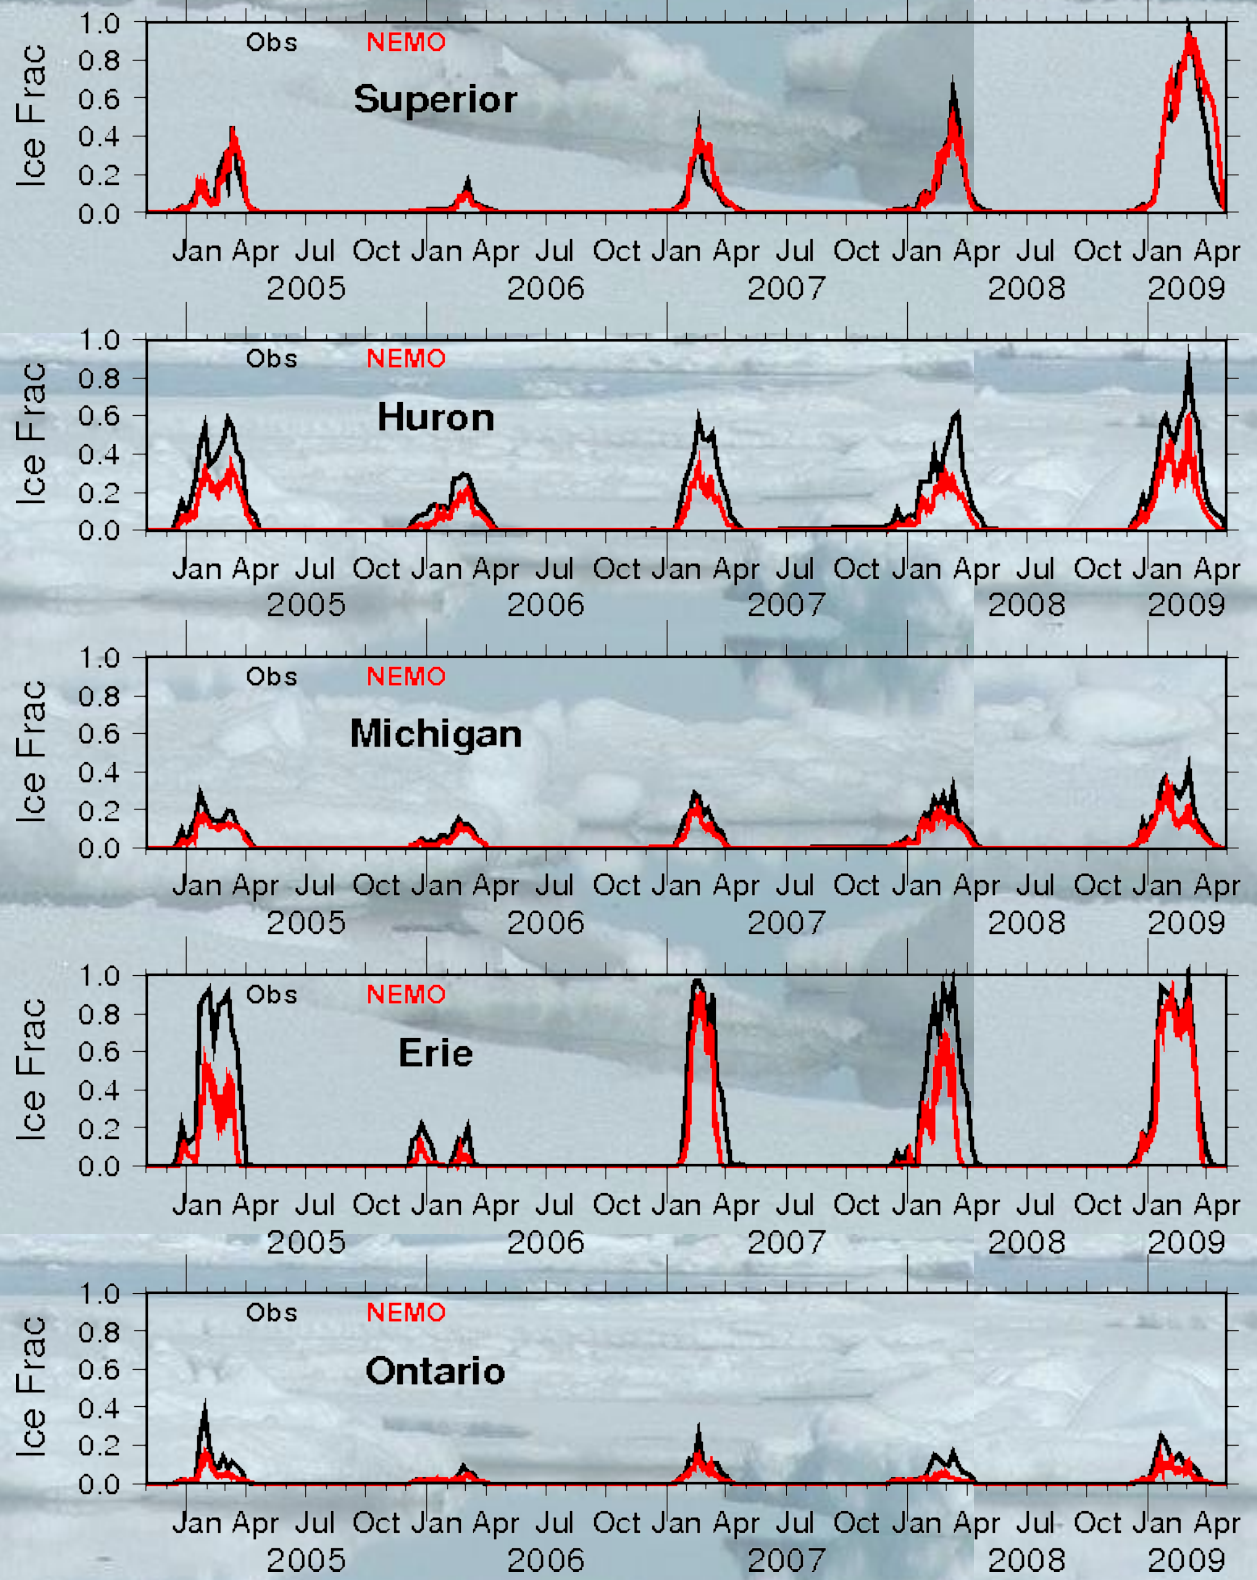 1.0
0.8
0.6
0.4
0.2
0.0
Ice Frac
Obs NEMO
Superior
Jan Apr Jul Oct Jan Apr Jul Oct Jan Apr Jul Oct Jan Apr Jul Oct Jan Apr
2005 2006 2007 2008 2009
1.0
0.8
0.6
0.4
0.2
0.0
Ice Frac
Obs NEMO
Huron
Jan Apr Jul Oct Jan Apr Jul Oct Jan Apr Jul Oct Jan Apr Jul Oct Jan Apr
2005 2006 2007 2008 2009
1.0
0.8
0.6
0.4
0.2
0.0
Ice Frac
Obs NEMO
Michigan
Jan Apr Jul Oct Jan Apr Jul Oct Jan Apr Jul Oct Jan Apr Jul Oct Jan Apr
2005 2006 2007 2008 2009
1.0
0.8
0.6
0.4
0.2
0.0
Ice Frac
Obs NEMO
Erie
Jan Apr Jul Oct Jan Apr Jul Oct Jan Apr Jul Oct Jan Apr Jul Oct Jan Apr
2005 2006 2007 2008 2009
1.0
0.8
0.6
0.4
0.2
0.0
Ice Frac
Obs NEMO
Ontario
Jan Apr Jul Oct Jan Apr Jul Oct Jan Apr Jul Oct Jan Apr Jul Oct Jan Apr
2005 2006 2007 2008 2009